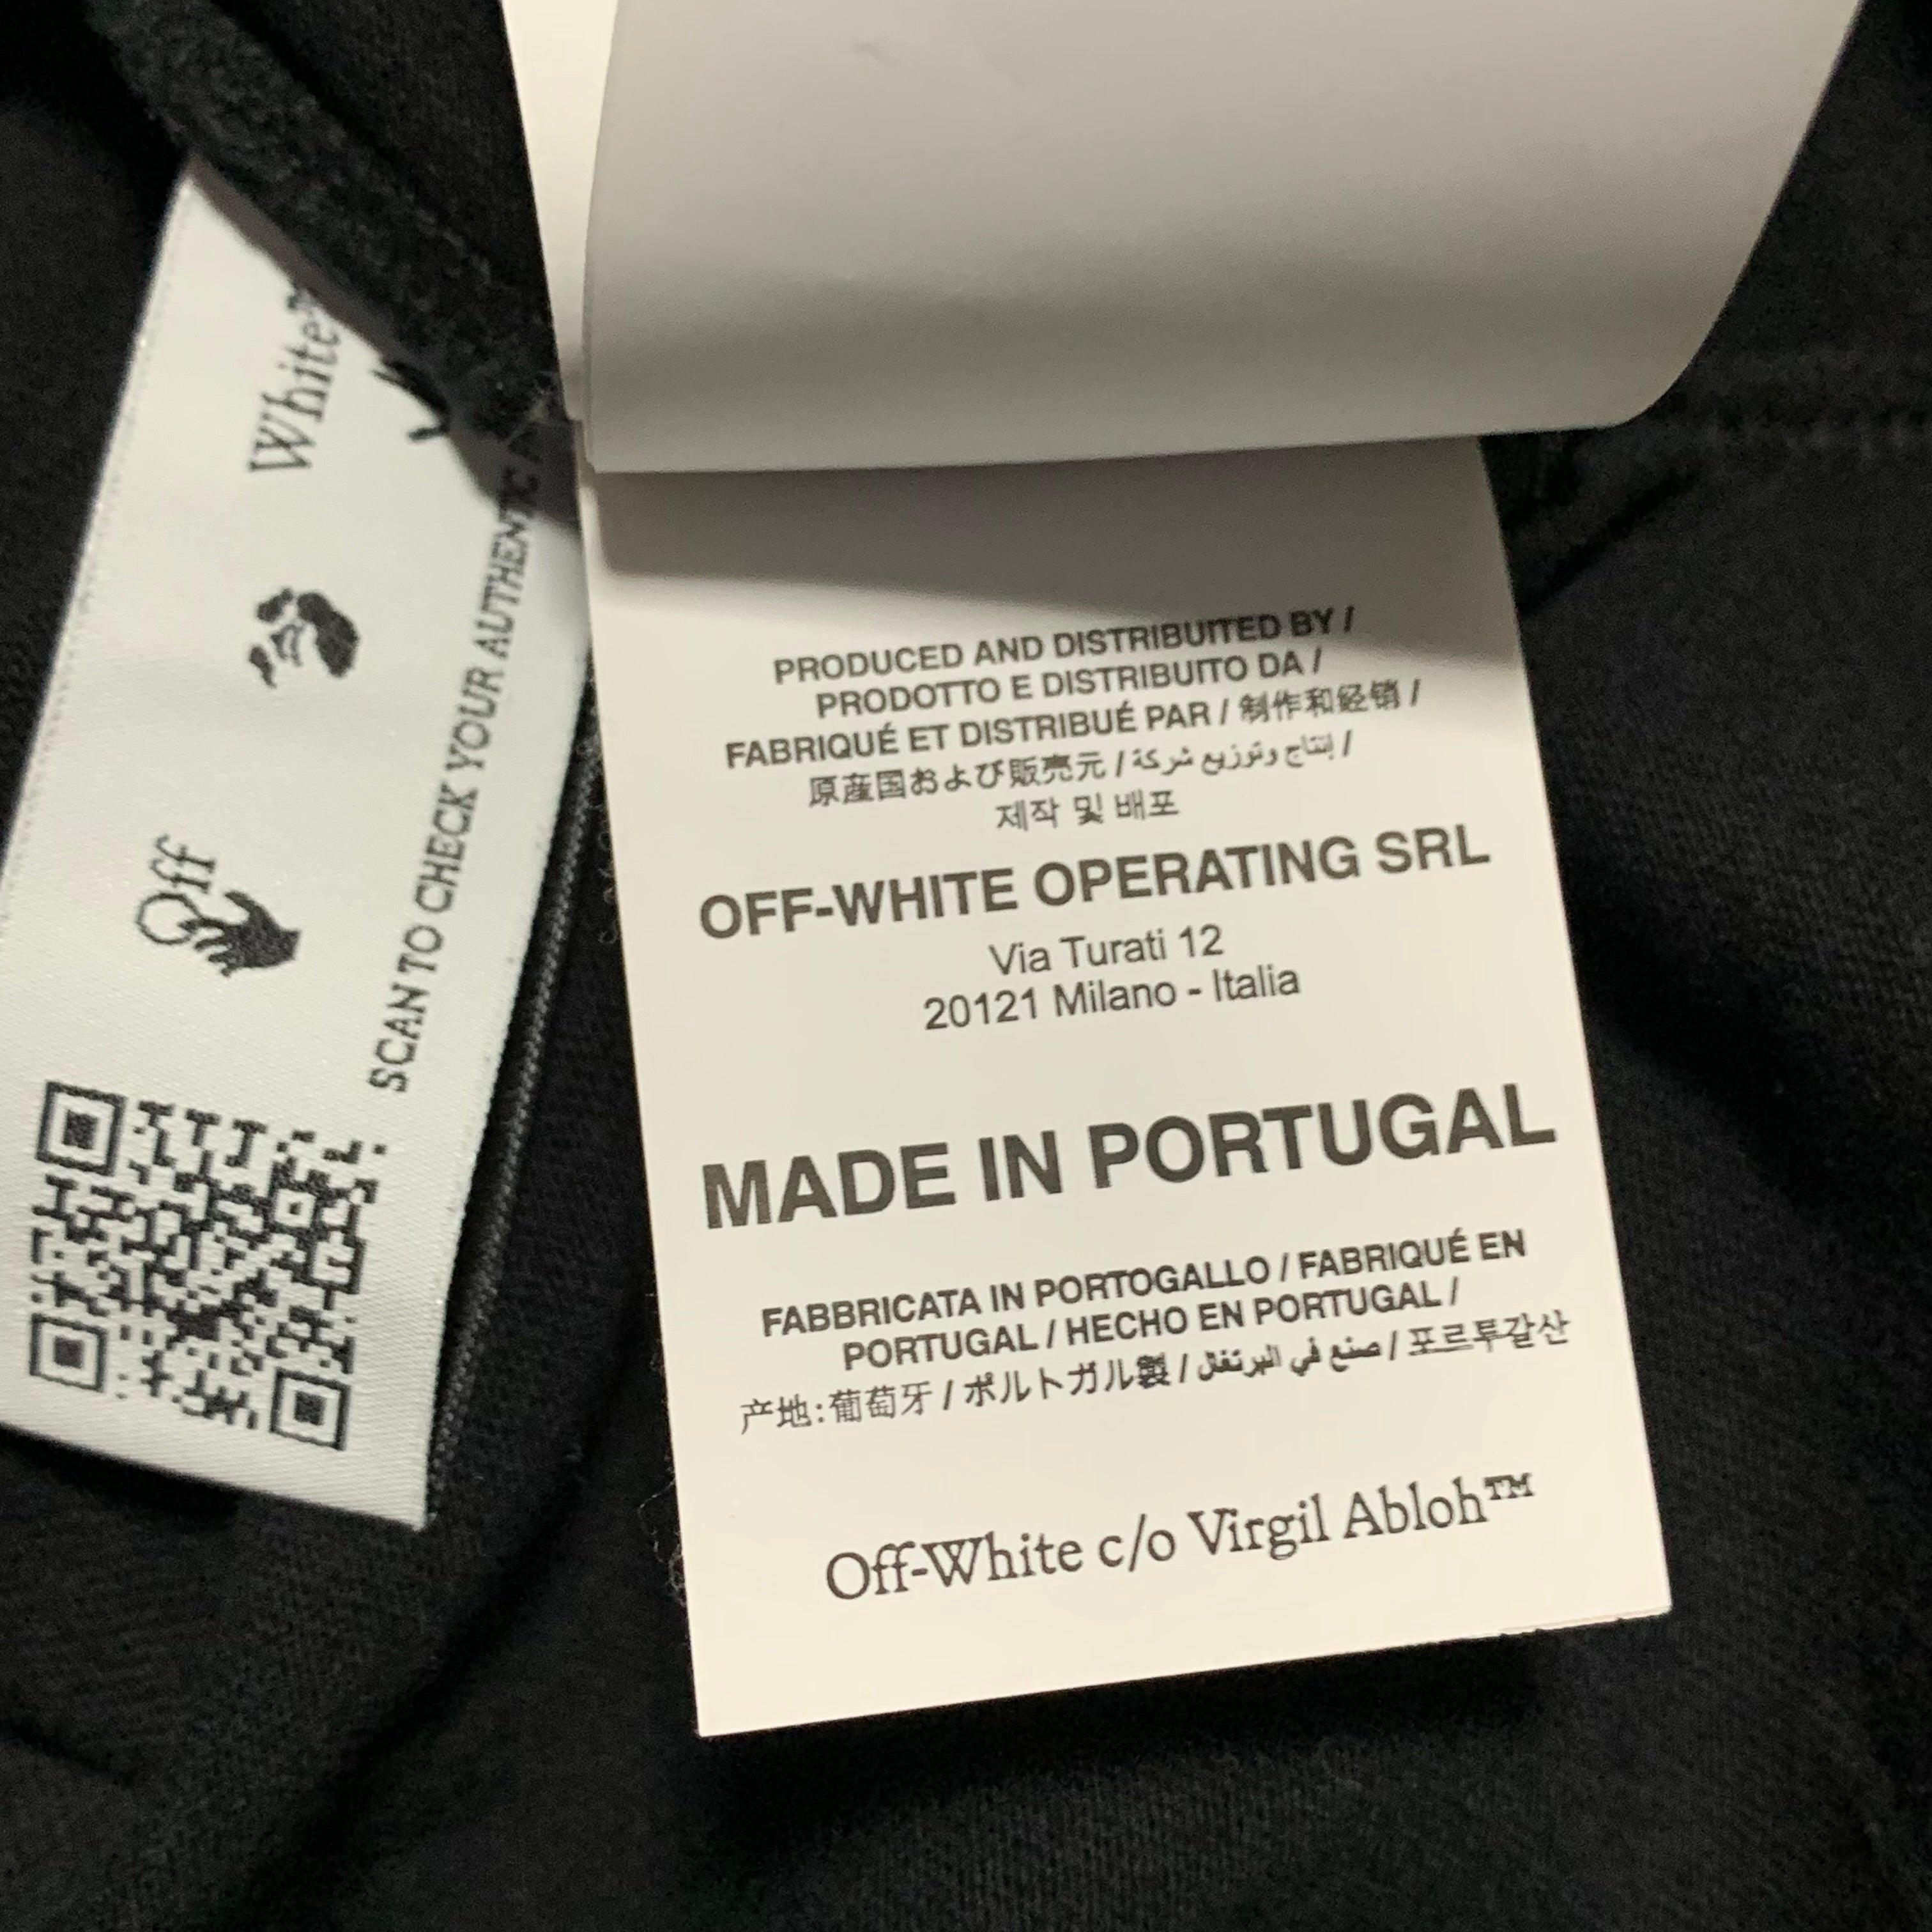 White™
Off
SCAN TO CHECK YOUR AUTHENTIC
PRODUCED AND DISTRIBUITED BY /
PRODOTTO E DISTRIBUITO DA /
FABRIQUÉ ET DISTRIBUÉ PAR / 制作和经销 /
原産国および販売元 / إنتاج وتوزيع شركة /
제작 및 배포
OFF-WHITE OPERATING SRL
Via Turati 12
20121 Milano - Italia
MADE IN PORTUGAL
FABBRICATA IN PORTOGALLO / FABRIQUÉ EN
PORTUGAL / HECHO EN PORTUGAL /
产地:葡萄牙 / ポルトガル製 / صنع في البرتغال / 포르투갈산
Off-White c/o Virgil Abloh™